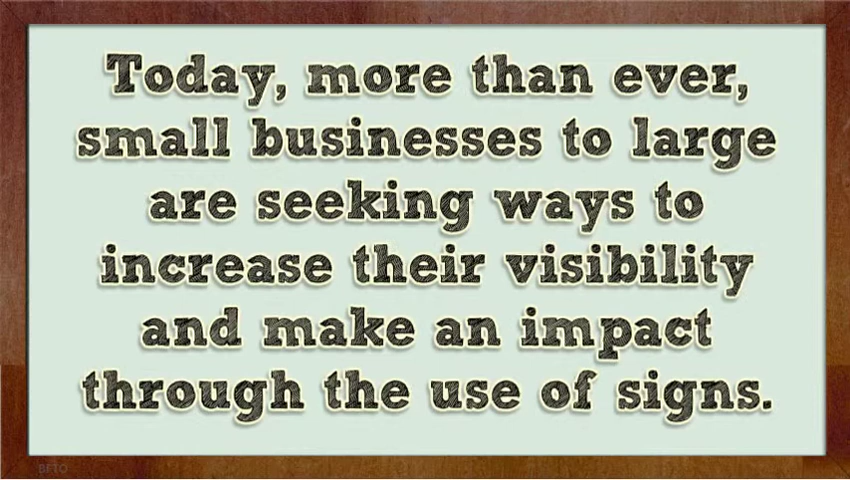 Today, more than ever,
small businesses to large
are seeking ways to
increase their visibility
and make an impact
through the use of signs.
BFTO